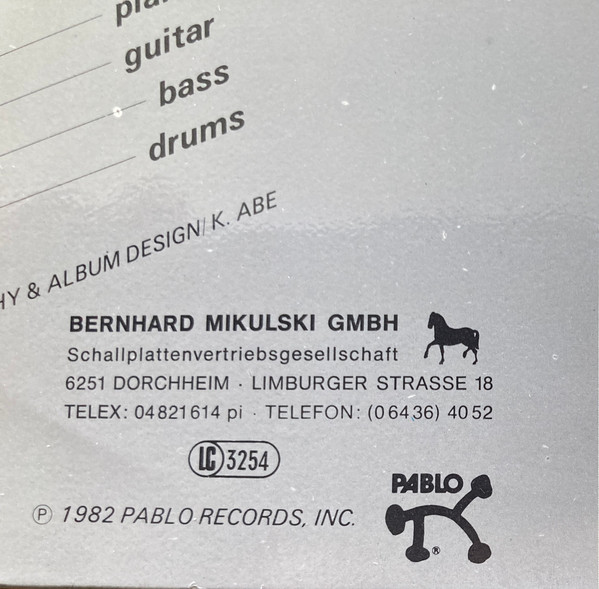 guitar
bass
drums
& ALBUM DESIGN/ K. ABE
BERNHARD MIKULSKI GMBH
Schallplattenvertriebsgesellschaft
6251 DORCHHEIM · LIMBURGER STRASSE 18
TELEX: 04821614 pi · TELEFON: (06436) 4052
LC 3254
PABLO
®
Ⓟ 1982 PABLO RECORDS, INC.